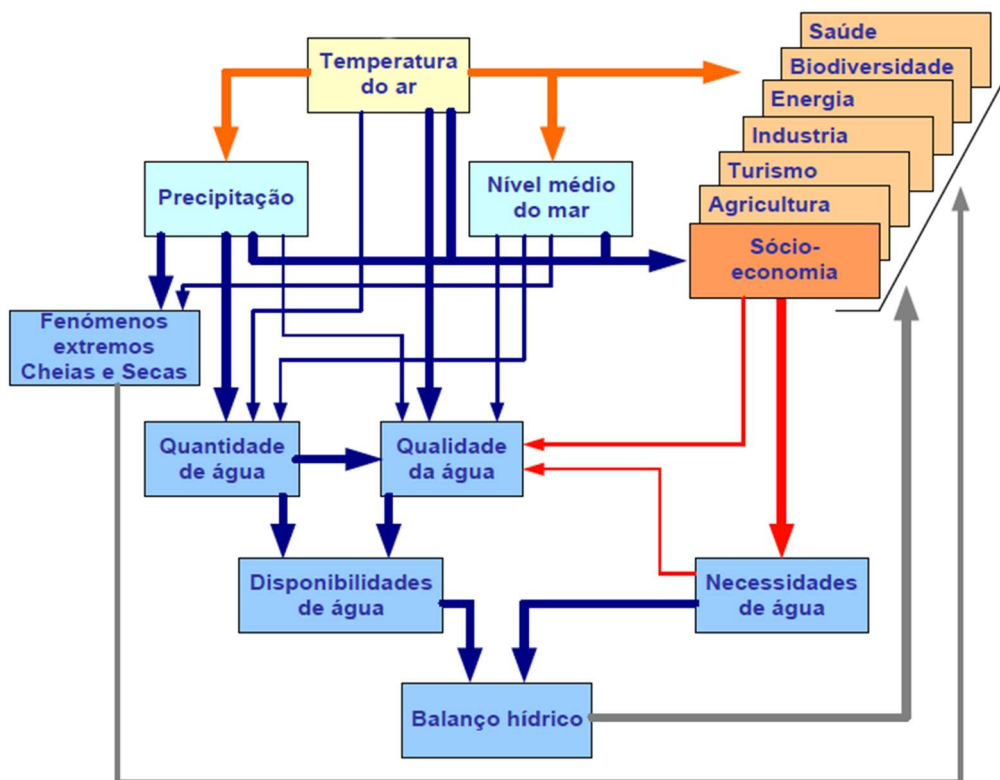 Saúde
Temperatura
do ar
Biodiversidade
Energia
Industria
Turismo
Precipitação
Nível médio
do mar
Agricultura
Sócio-
economia
Fenómenos
extremos
Cheias e Secas
Quantidade
de água
Qualidade
da água
Disponibilidades
de água
Necessidades
de água
Balanço hídrico